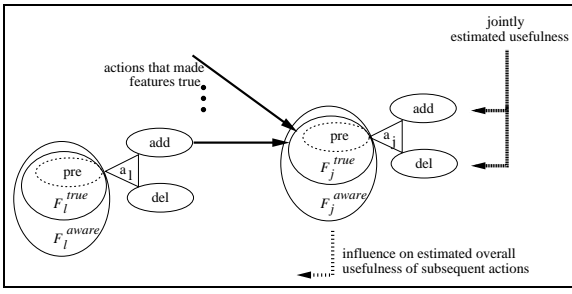 jointly
estimated usefulness
actions that made
features true
add
pre
a j
F j true
del
F j aware
add
pre
a l
F l true
del
F l aware
influence on estimated overall
usefulness of subsequent actions